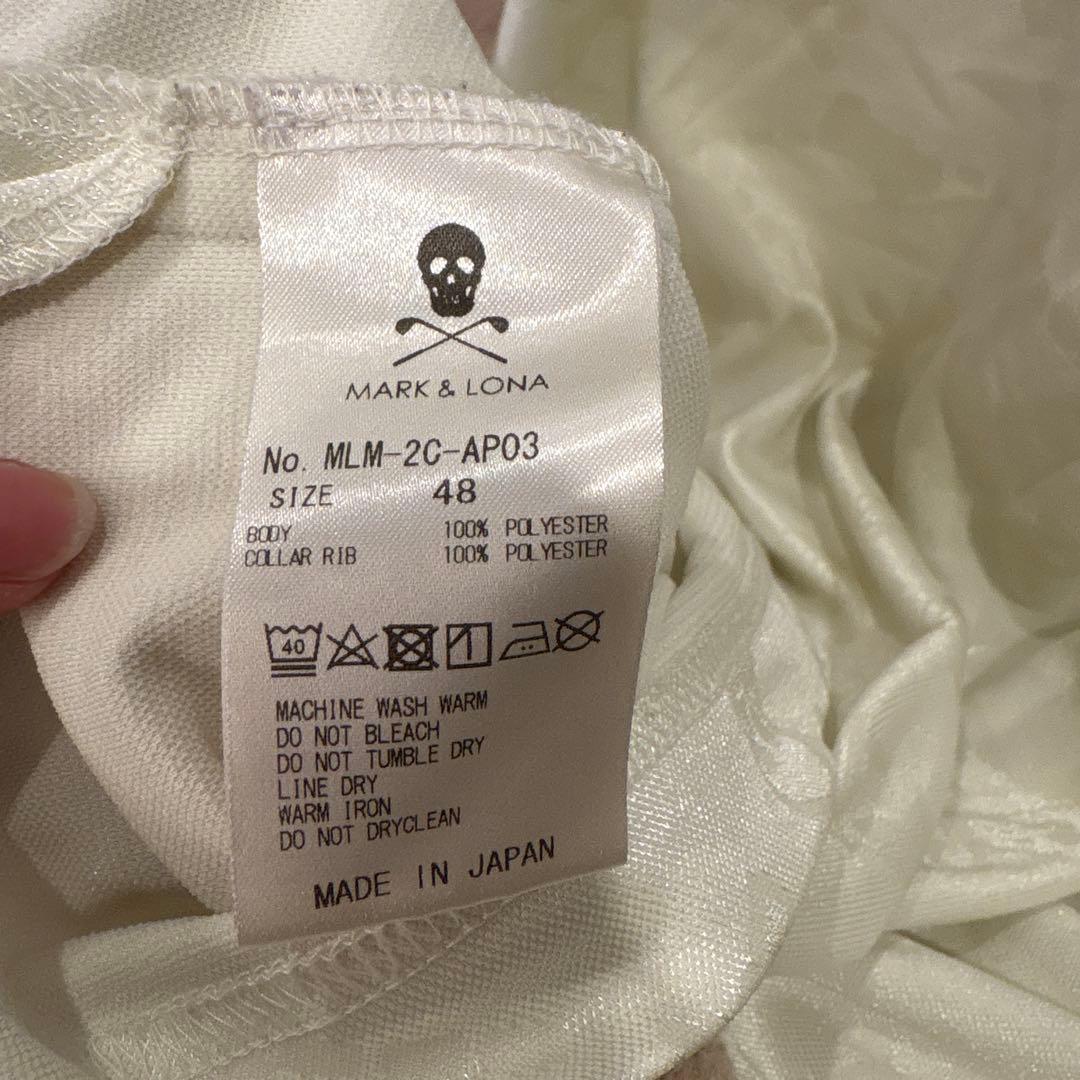 MARK & LONA
No. MLM-2C-AP03
SIZE 48
BODY 100% POLYESTER
COLLAR RIB 100% POLYESTER
40
MACHINE WASH WARM
DO NOT BLEACH
DO NOT TUMBLE DRY
LINE DRY
WARM IRON
DO NOT DRYCLEAN
MADE IN JAPAN